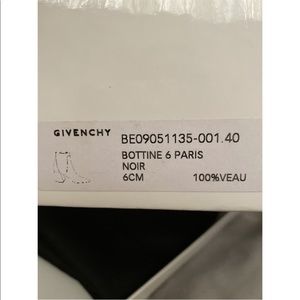 GIVENCHY
BE09051135-001.40
BOTTINE 6 PARIS
NOIR
6CM 100%VEAU